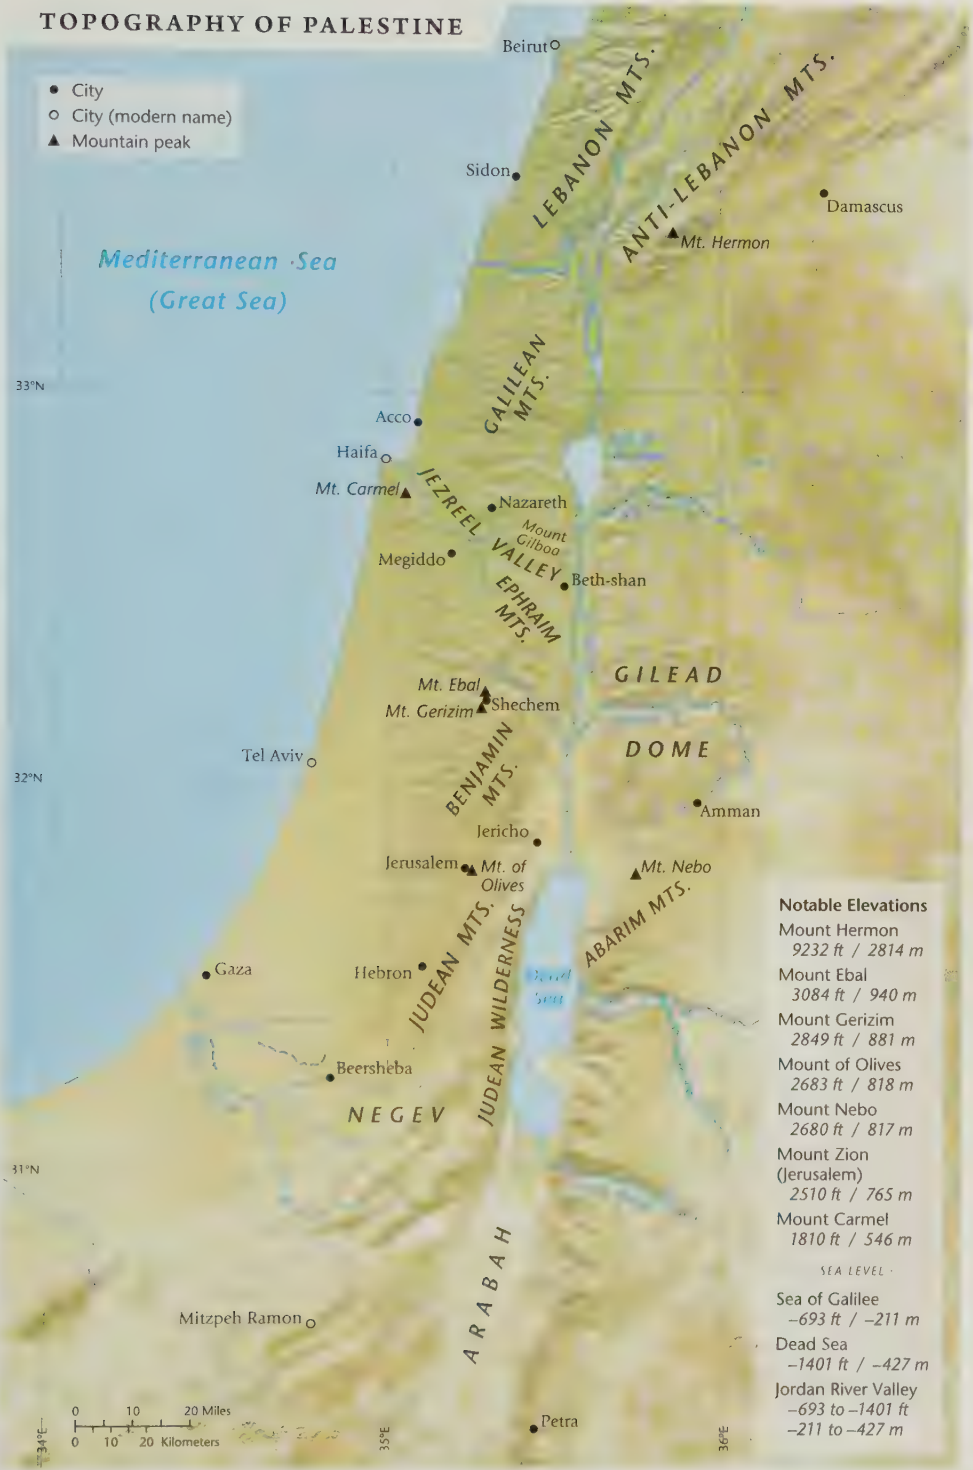 TOPOGRAPHY OF PALESTINE
City
City (modern name)
Mountain peak
Beirut
LEBANON MTS.
ANTI-LEBANON MTS.
Sidon
Damascus
Mt. Hermon
Mediterranean Sea
(Great Sea)
GALILEAN
MTS.
33°N
Acco
Haifa
Mt. Carmel
JEZREEL
VALLEY
Nazareth
Mount
Gilboa
Megiddo
Beth-shan
EPHRAIM
MTS.
GILEAD
DOME
Mt. Ebal
Shechem
Mt. Gerizim
BENJAMIN
MTS.
Tel Aviv
32°N
Amman
Jericho
Jerusalem
Mt. of
Olives
Mt. Nebo
ABARIM MTS.
JUDEAN MTS.
JUDEAN WILDERNESS
Gaza
Hebron
Dead
Sea
Beersheba
NEGEV
31°N
ARABAH
Mitzpeh Ramon
Petra
Notable Elevations
Mount Hermon
9232 ft / 2814 m
Mount Ebal
3084 ft / 940 m
Mount Gerizim
2849 ft / 881 m
Mount of Olives
2683 ft / 818 m
Mount Nebo
2680 ft / 817 m
Mount Zion
(Jerusalem)
2510 ft / 765 m
Mount Carmel
1810 ft / 546 m
SEA LEVEL
Sea of Galilee
–693 ft / –211 m
Dead Sea
–1401 ft / –427 m
Jordan River Valley
–693 to –1401 ft
–211 to –427 m
0 10 20 Miles
0 10 20 Kilometers
34°E
35°E
36°E